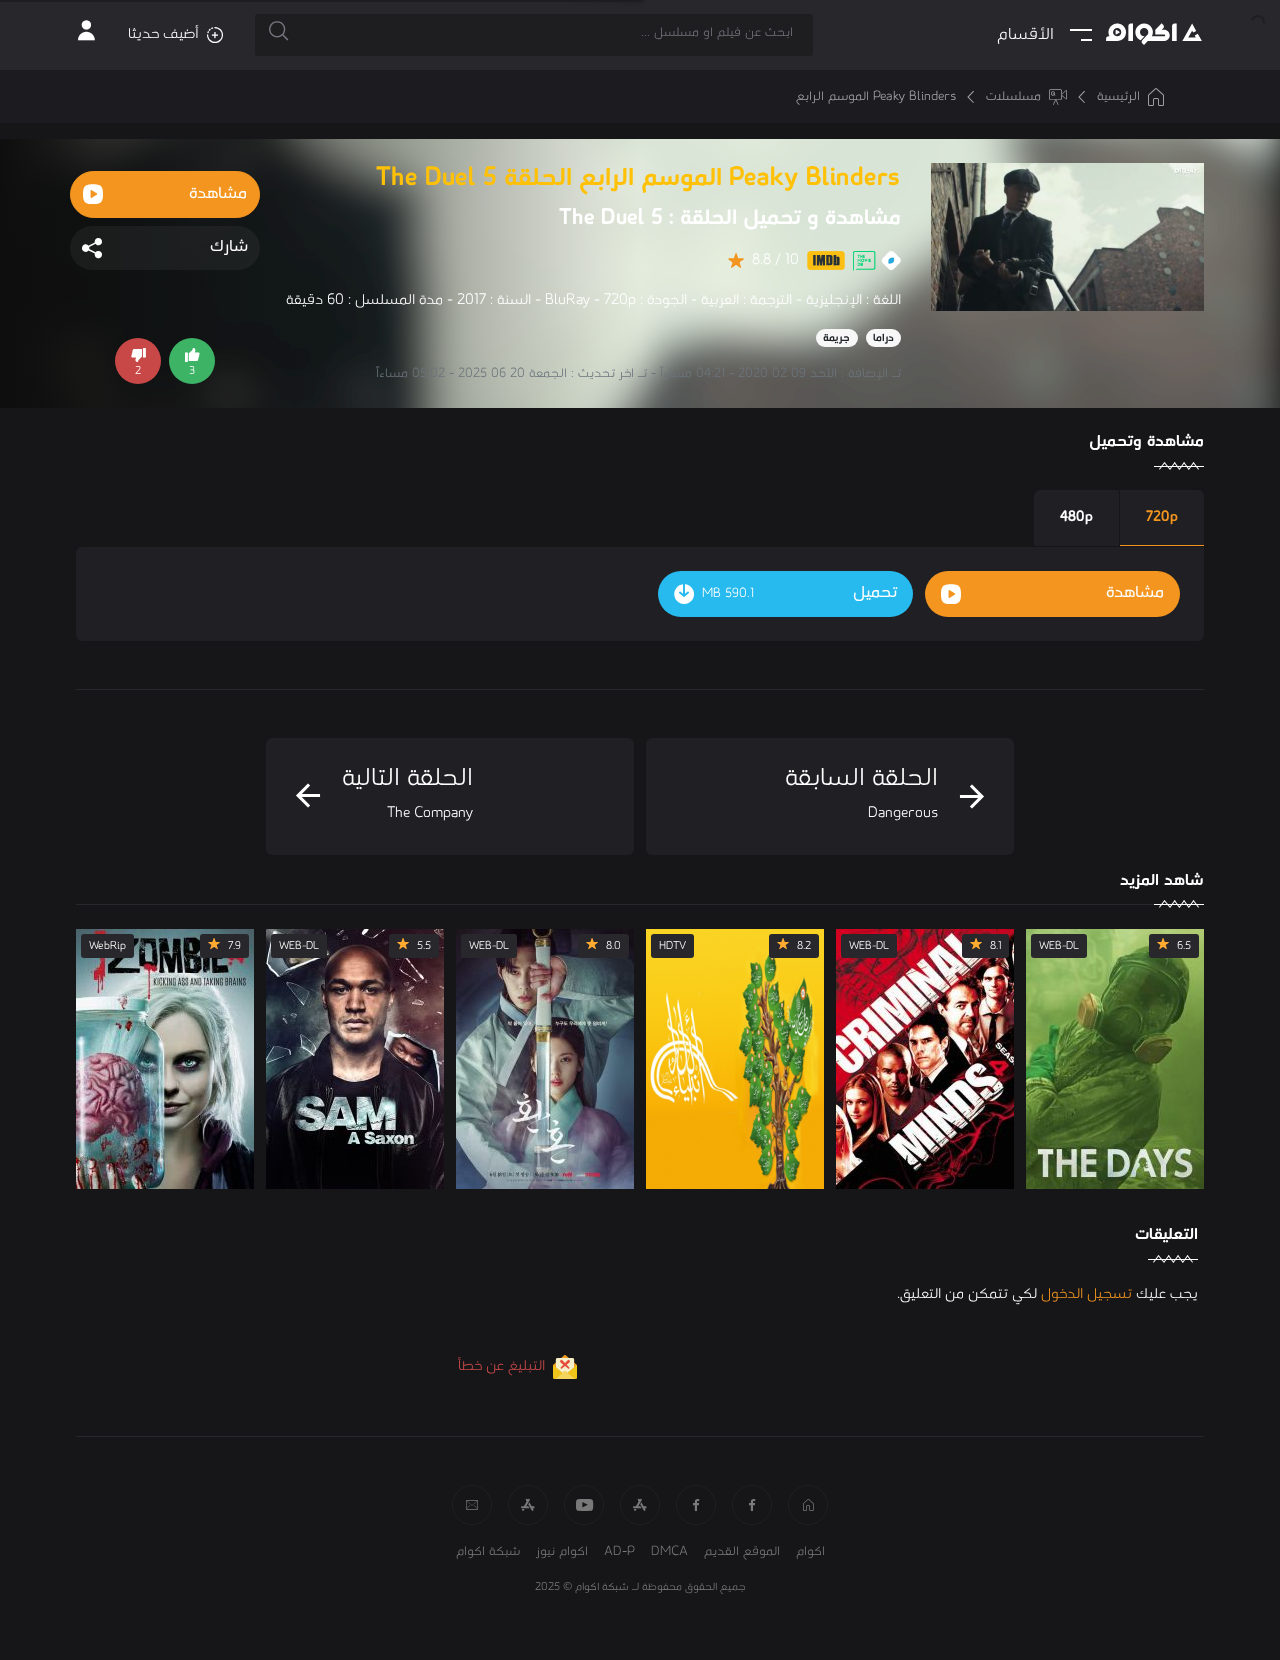 اكوام
الأقسام
ابحث عن فيلم او مسلسل ...
أضيف حديثا
الرئيسية
مسلسلات
Peaky Blinders الموسم الرابع
Peaky Blinders الموسم الرابع الحلقة 5 The Duel
مشاهدة و تحميل الحلقة : 5 The Duel
IMDb
10 / 8.8
اللغة : الإنجليزية - الترجمة : العربية - الجودة : BluRay - 720p - السنة : 2017 - مدة المسلسل : 60 دقيقة
دراما
جريمة
تـ الإضافة : الأحد 09 02 2020 - 04:21 مساءاً - تـ اخر تحديث : الجمعة 20 06 2025 - 05:02 مساءاً
مشاهدة
شارك
3
2
مشاهدة وتحميل
720p
480p
مشاهدة
تحميل
590.1 MB
الحلقة السابقة
Dangerous
الحلقة التالية
The Company
شاهد المزيد
6.5
WEB-DL
THE DAYS
8.1
WEB-DL
CRIMINAL
MINDS
8.2
HDTV
8.0
WEB-DL
환혼
5.5
WEB-DL
SAM
A Saxon
7.9
WebRip
iZOMBIE
KICKING ASS AND TAKING BRAINS
التعليقات
يجب عليك تسجيل الدخول لكي تتمكن من التعليق.
التبليغ عن خطأ
اكوام
الموقع القديم
DMCA
AD-P
اكوام نيوز
شبكة اكوام
جميع الحقوق محفوظة لـ شبكة اكوام © 2025